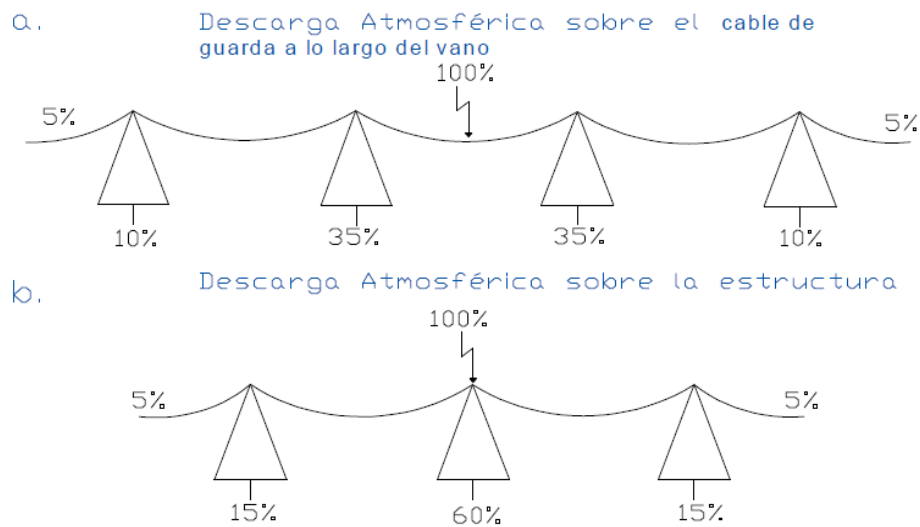 a. Descarga Atmosférica sobre el cable de
guarda a lo largo del vano
100%
5% 5%
10% 35% 35% 10%
b. Descarga Atmosférica sobre la estructura
100%
5% 5%
15% 60% 15%